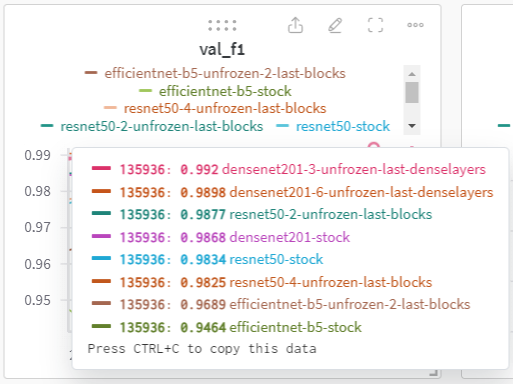 val_f1
efficientnet-b5-unfrozen-2-last-blocks
efficientnet-b5-stock
resnet50-4-unfrozen-last-blocks
resnet50-2-unfrozen-last-blocks resnet50-stock
0.99
0.98
0.97
0.96
0.95
135936: 0.992 densenet201-3-unfrozen-last-denselayers
135936: 0.9898 densenet201-6-unfrozen-last-denselayers
135936: 0.9877 resnet50-2-unfrozen-last-blocks
135936: 0.9868 densenet201-stock
135936: 0.9834 resnet50-stock
135936: 0.9825 resnet50-4-unfrozen-last-blocks
135936: 0.9689 efficientnet-b5-unfrozen-2-last-blocks
135936: 0.9464 efficientnet-b5-stock
Press CTRL+C to copy this data